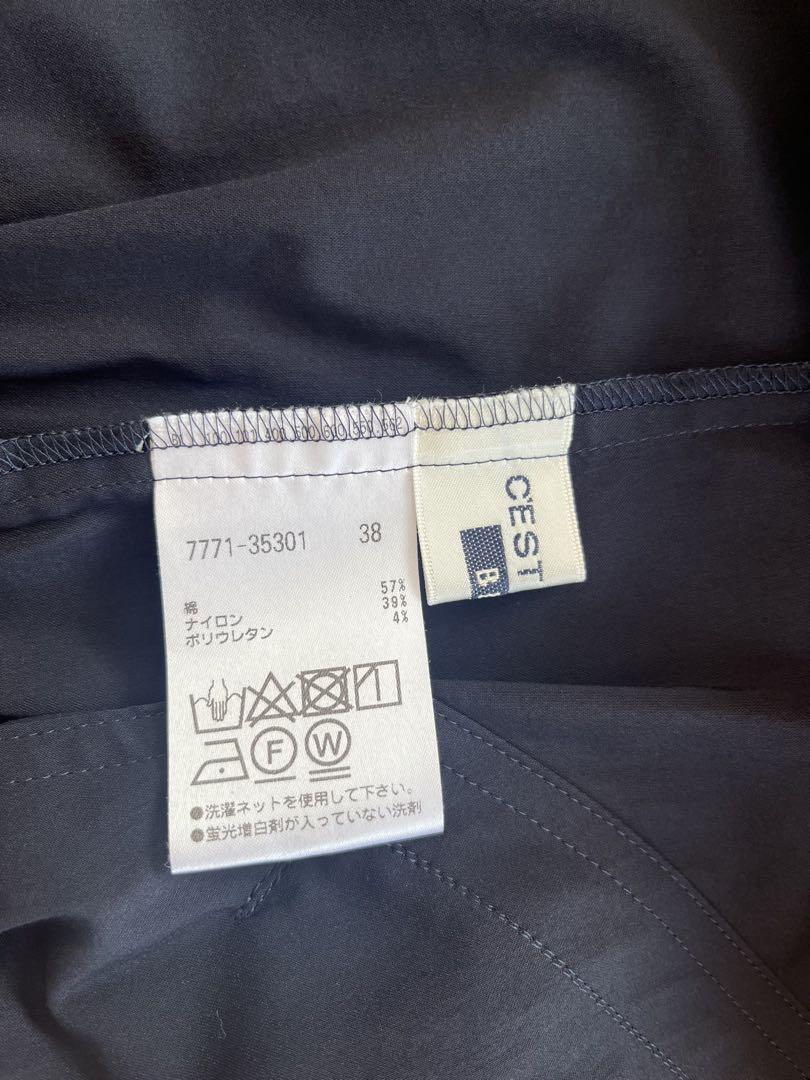 7771-35301 38
綿 57%
ナイロン 39%
ポリウレタン 4%
F W
●洗濯ネットを使用して下さい。
●蛍光増白剤が入っていない洗剤
CEST
B